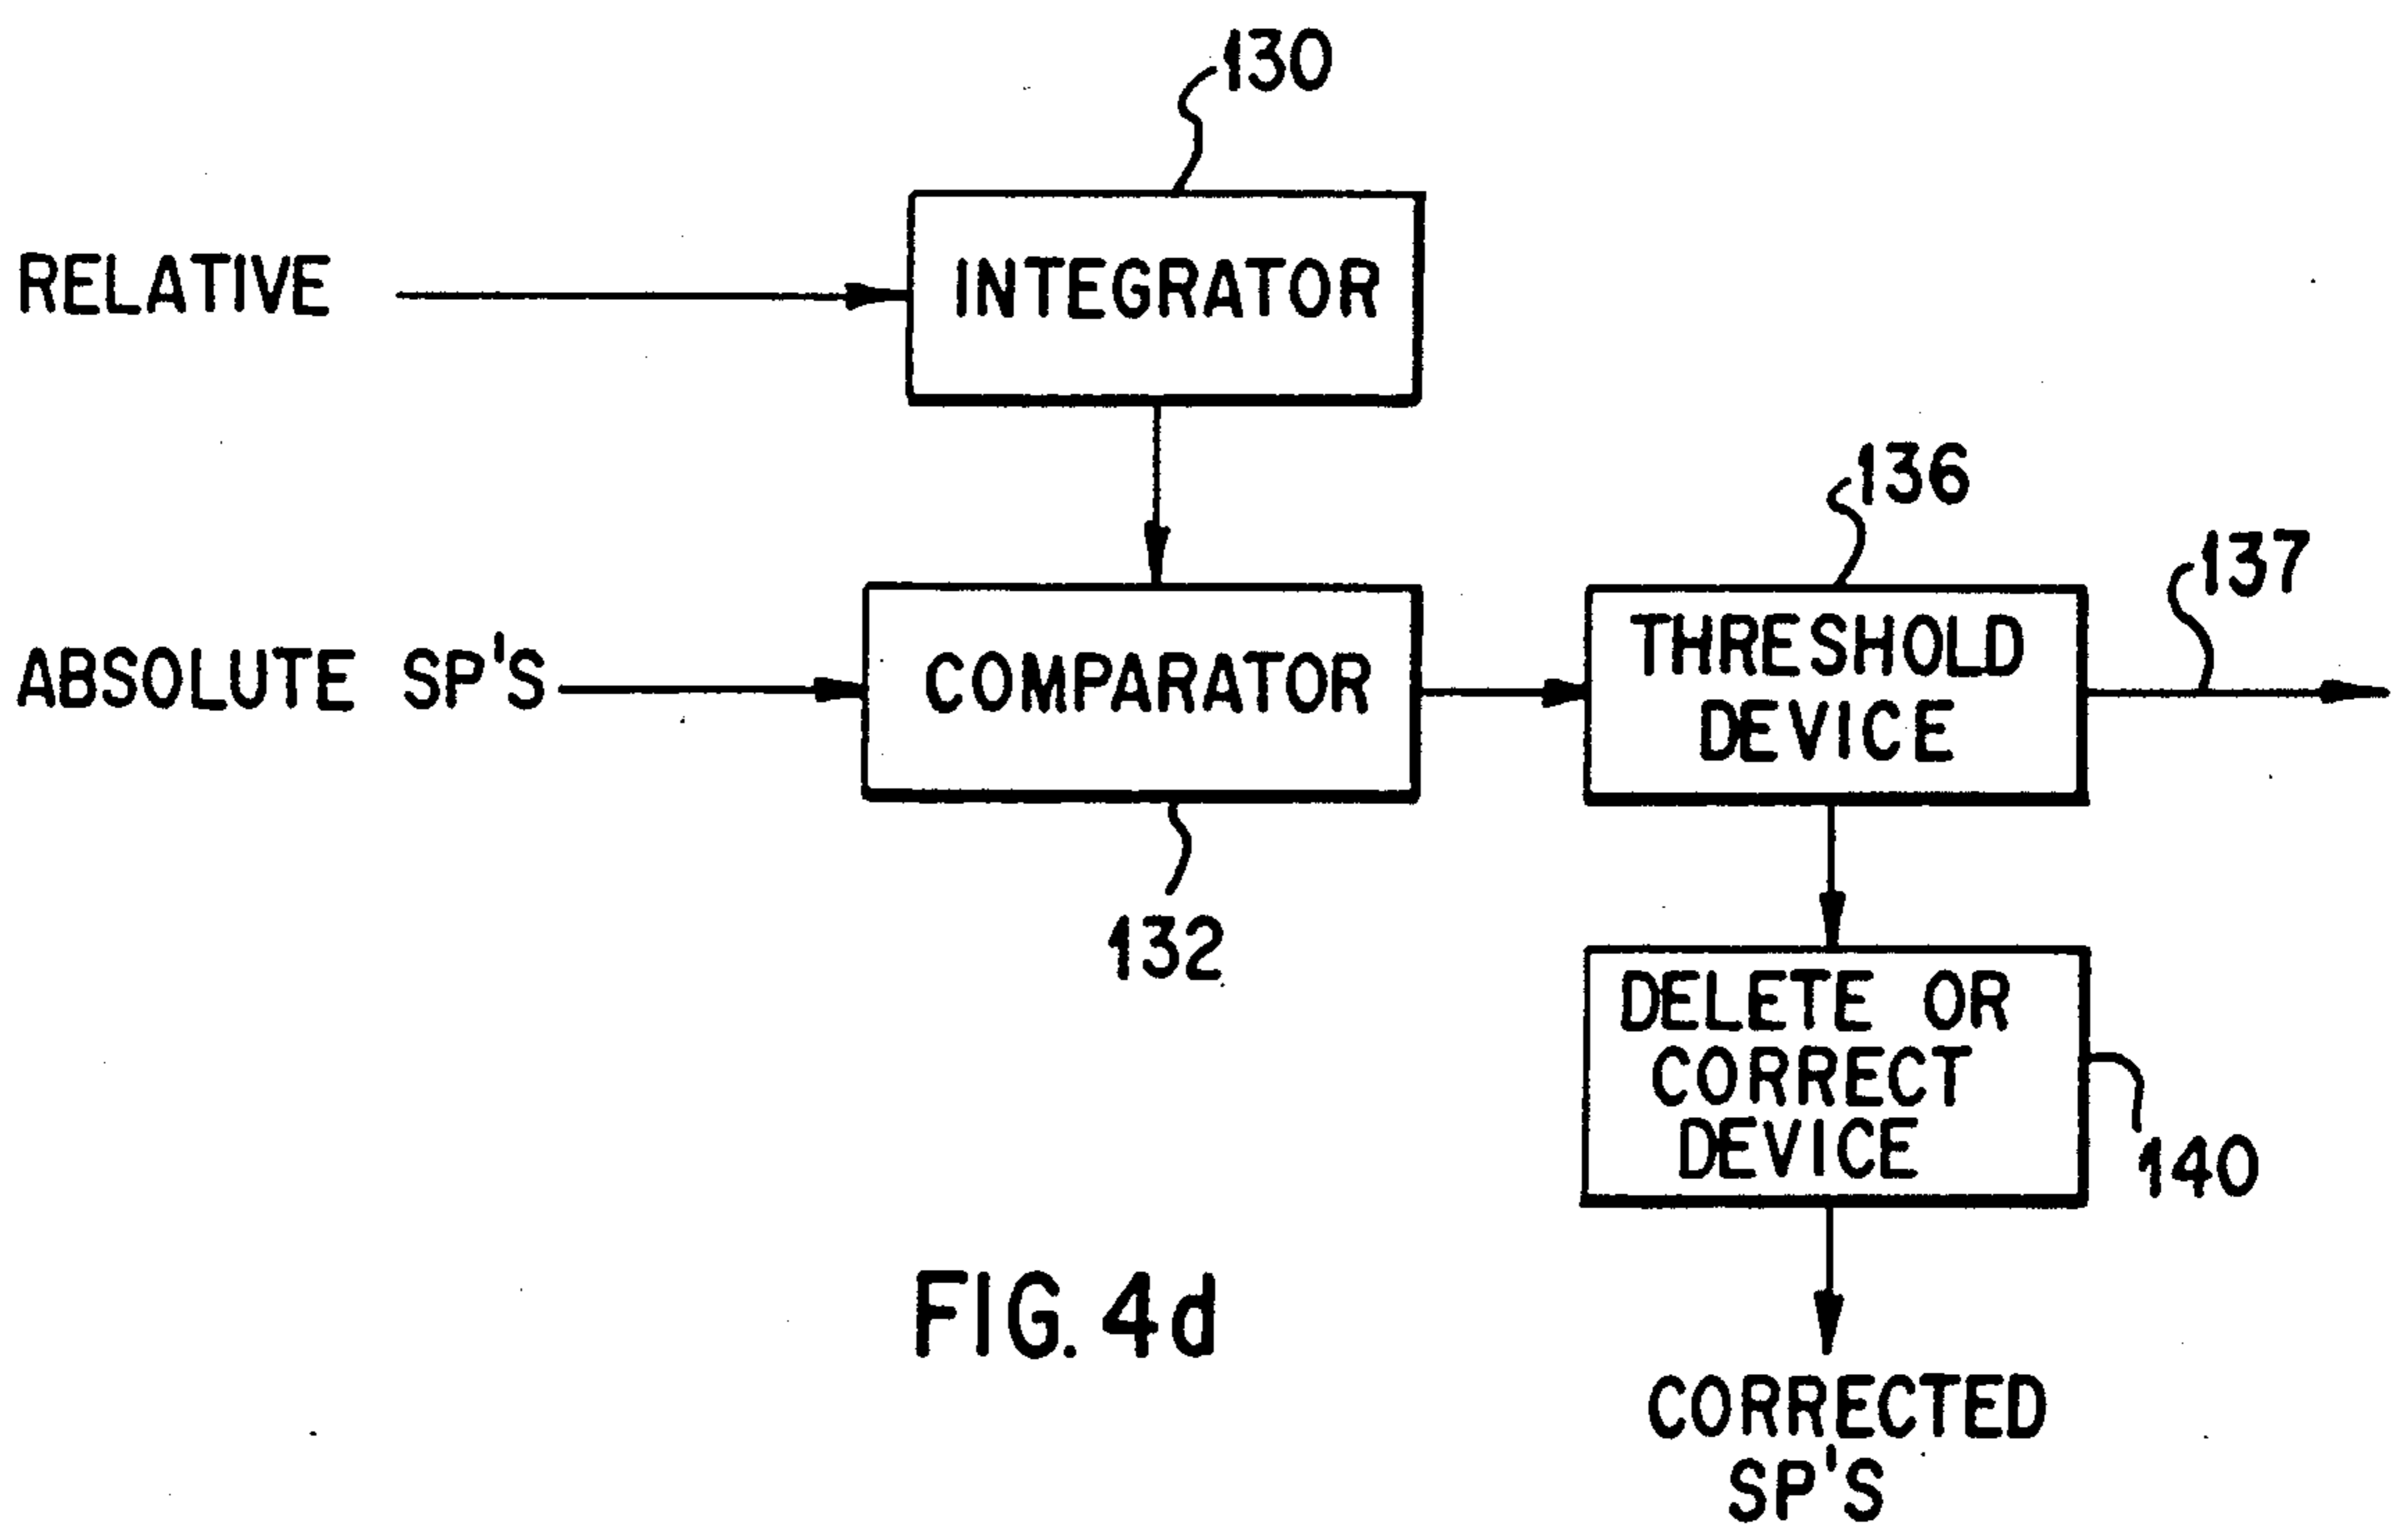 130
RELATIVE
INTEGRATOR
136
137
ABSOLUTE SP'S
COMPARATOR
THRESHOLD
DEVICE
132
DELETE OR
CORRECT
DEVICE
140
FIG. 4d
CORRECTED
SP'S